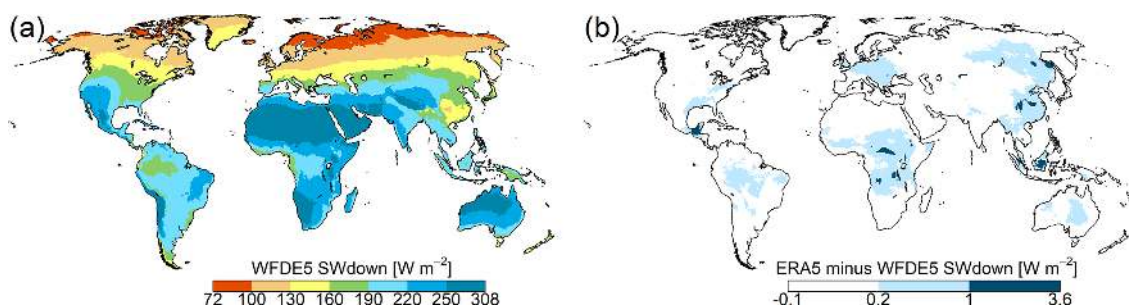 (a)
WFDE5 SWdown [W m⁻²]
72 100 130 160 190 220 250 308
(b)
ERA5 minus WFDE5 SWdown [W m⁻²]
-0.1 0.2 1 3.6